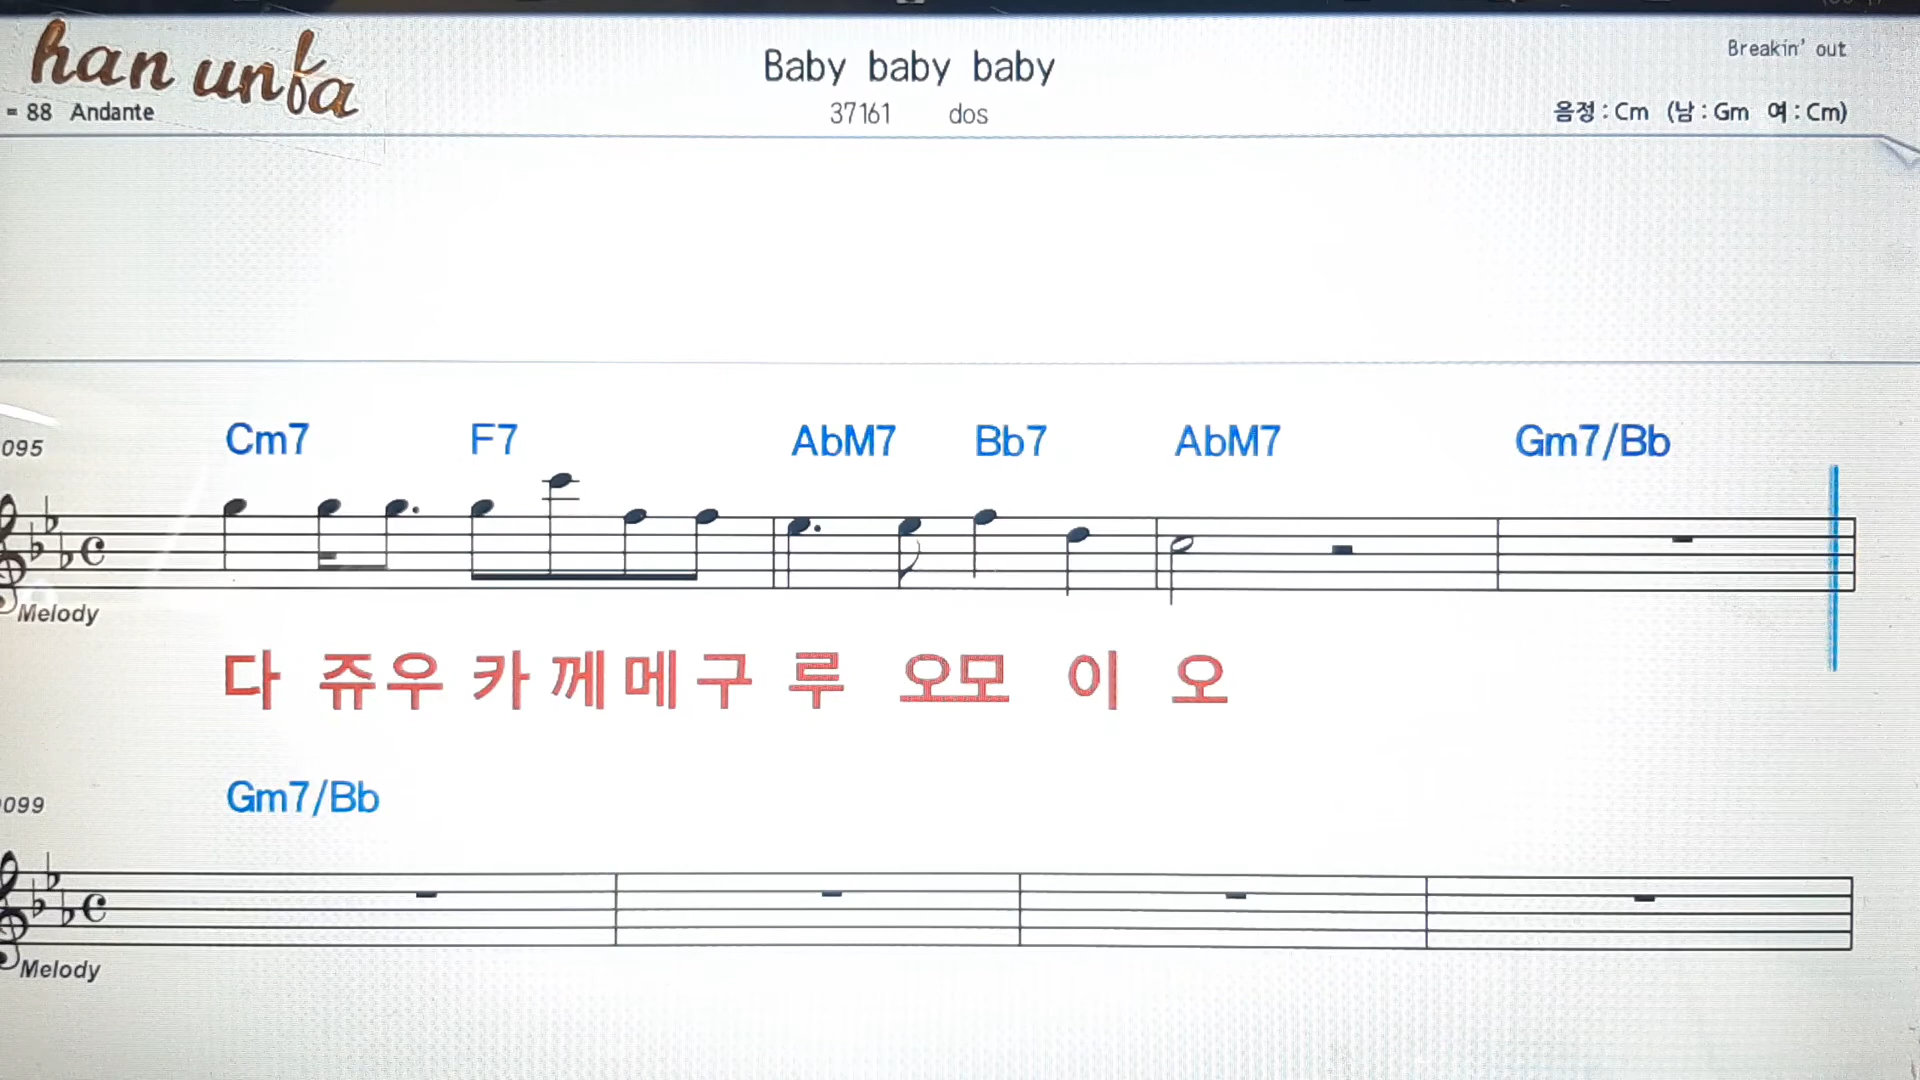 han unfa
Baby baby baby
Breakin' out
= 88 Andante
37161 dos
음정 : Cm (남 : Gm 여 : Cm)
Cm7 F7 AbM7 Bb7 AbM7 Gm7/Bb
095
Melody
다 쥬우 카 께 메 구 루 오모 이 오
Gm7/Bb
099
Melody